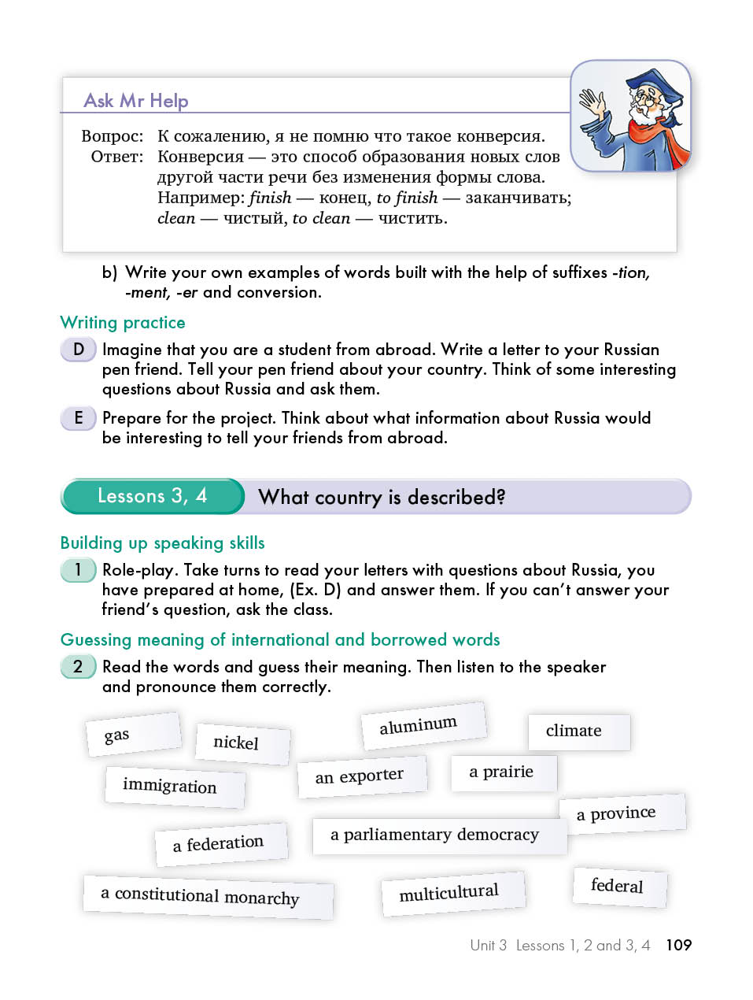 Ask Mr Help
Вопрос: К сожалению, я не помню что такое конверсия.
Ответ: Конверсия — это способ образования новых слов
другой части речи без изменения формы слова.
Например: finish — конец, to finish — заканчивать;
clean — чистый, to clean — чистить.
b) Write your own examples of words built with the help of suffixes -tion,
-ment, -er and conversion.
Writing practice
D Imagine that you are a student from abroad. Write a letter to your Russian
pen friend. Tell your pen friend about your country. Think of some interesting
questions about Russia and ask them.
E Prepare for the project. Think about what information about Russia would
be interesting to tell your friends from abroad.
Lessons 3, 4 What country is described?
Building up speaking skills
1 Role-play. Take turns to read your letters with questions about Russia, you
have prepared at home, (Ex. D) and answer them. If you can't answer your
friend's question, ask the class.
Guessing meaning of international and borrowed words
2 Read the words and guess their meaning. Then listen to the speaker
and pronounce them correctly.
gas
nickel
aluminum
climate
immigration
an exporter
a prairie
a province
a federation
a parliamentary democracy
a constitutional monarchy
multicultural
federal
Unit 3 Lessons 1, 2 and 3, 4 109